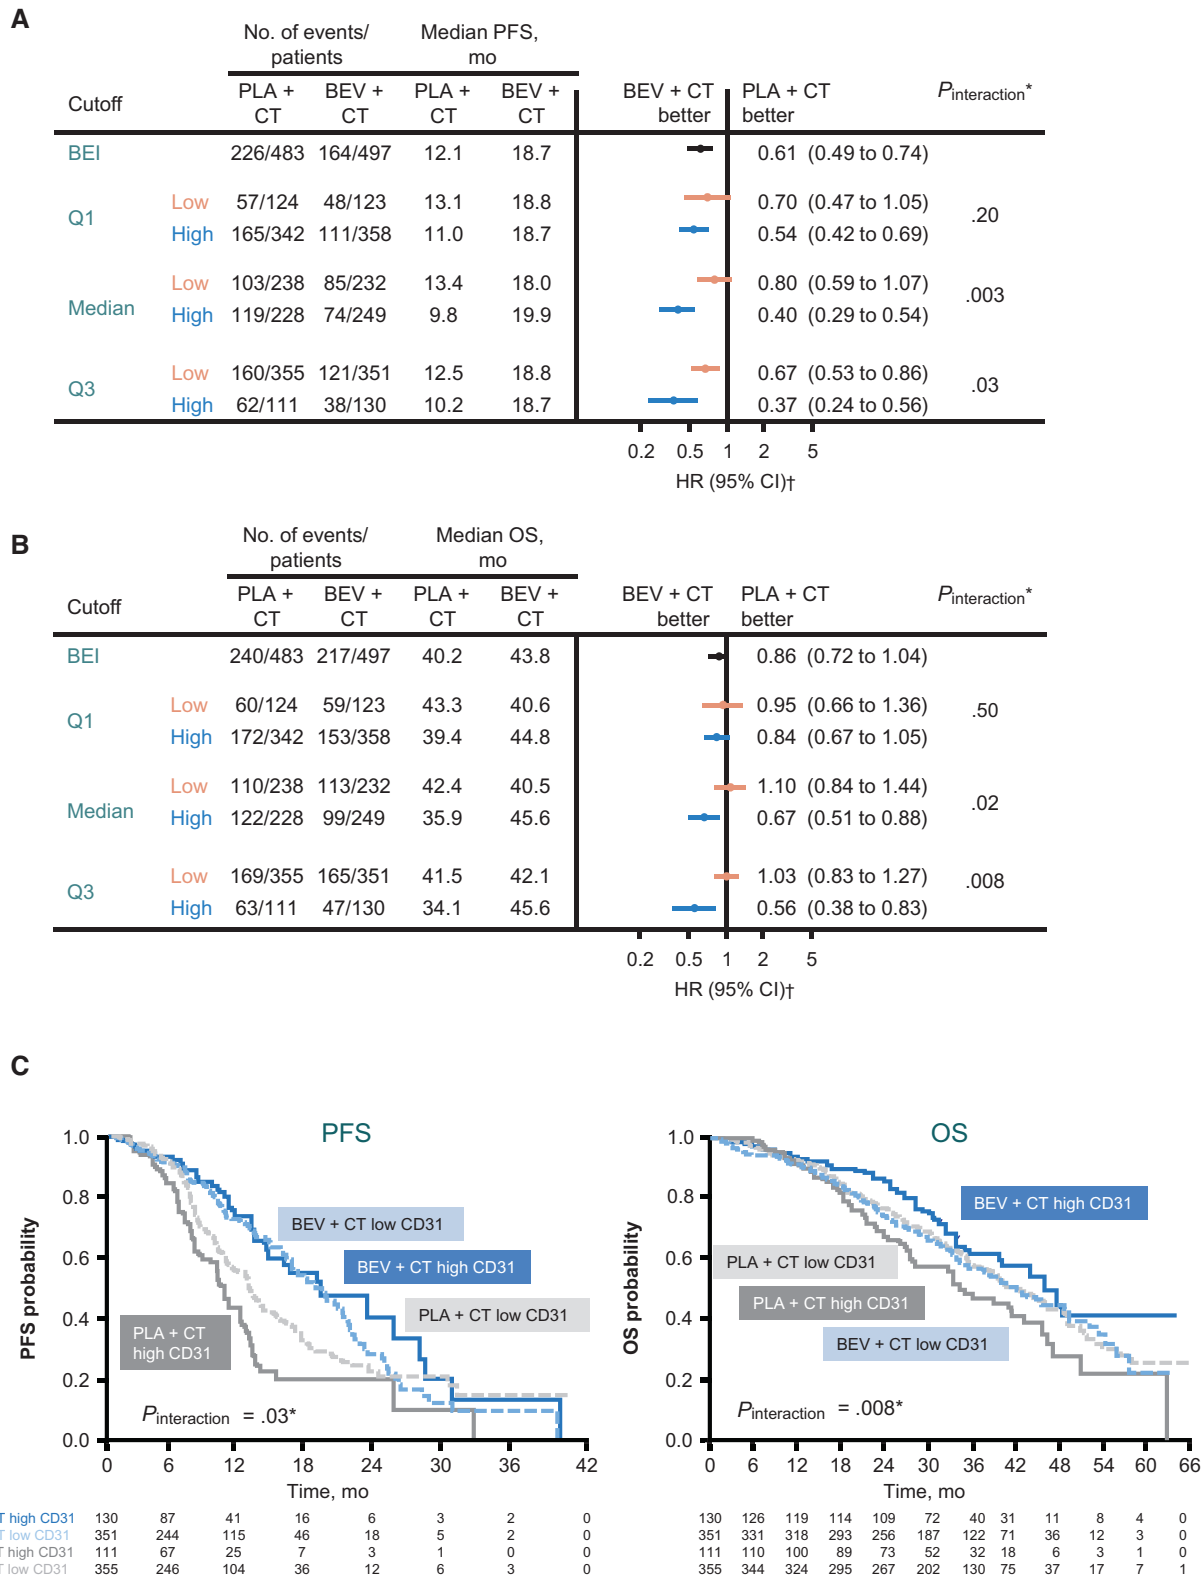 A
No. of events/ Median PFS,
patients mo
Cutoff PLA + BEV + PLA + BEV + BEV + CT PLA + CT Pinteraction*
CT CT CT CT better better
BEI 226/483 164/497 12.1 18.7 0.61 (0.49 to 0.74)
Q1 .20
Low 57/124 48/123 13.1 18.8 0.70 (0.47 to 1.05)
High 165/342 111/358 11.0 18.7 0.54 (0.42 to 0.69)
Median .003
Low 103/238 85/232 13.4 18.0 0.80 (0.59 to 1.07)
High 119/228 74/249 9.8 19.9 0.40 (0.29 to 0.54)
Q3 .03
Low 160/355 121/351 12.5 18.8 0.67 (0.53 to 0.86)
High 62/111 38/130 10.2 18.7 0.37 (0.24 to 0.56)
0.2 0.5 1 2 5
HR (95% CI)†
B
No. of events/ Median OS,
patients mo
Cutoff PLA + BEV + PLA + BEV + BEV + CT PLA + CT Pinteraction*
CT CT CT CT better better
BEI 240/483 217/497 40.2 43.8 0.86 (0.72 to 1.04)
Q1 .50
Low 60/124 59/123 43.3 40.6 0.95 (0.66 to 1.36)
High 172/342 153/358 39.4 44.8 0.84 (0.67 to 1.05)
Median .02
Low 110/238 113/232 42.4 40.5 1.10 (0.84 to 1.44)
High 122/228 99/249 35.9 45.6 0.67 (0.51 to 0.88)
Q3 .008
Low 169/355 165/351 41.5 42.1 1.03 (0.83 to 1.27)
High 63/111 47/130 34.1 45.6 0.56 (0.38 to 0.83)
0.2 0.5 1 2 5
HR (95% CI)†
C
PFS
PFS probability
1.0
0.8
0.6
0.4
0.2
0.0
BEV + CT low CD31
BEV + CT high CD31
PLA + CT low CD31
PLA + CT
high CD31
Pinteraction = .03*
0 6 12 18 24 30 36 42
Time, mo
T high CD31 130 87 41 16 6 3 2 0
T low CD31 351 244 115 46 18 5 2 0
T high CD31 111 67 25 7 3 1 0 0
T low CD31 355 246 104 36 12 6 3 0
OS
OS probability
1.0
0.8
0.6
0.4
0.2
0.0
BEV + CT high CD31
PLA + CT low CD31
PLA + CT high CD31
BEV + CT low CD31
Pinteraction = .008*
0 6 12 18 24 30 36 42 48 54 60 66
Time, mo
130 126 119 114 109 72 40 31 11 8 4 0
351 331 318 293 256 187 122 71 36 12 3 0
111 110 100 89 73 52 32 18 6 3 1 0
355 344 324 295 267 202 130 75 37 17 7 1